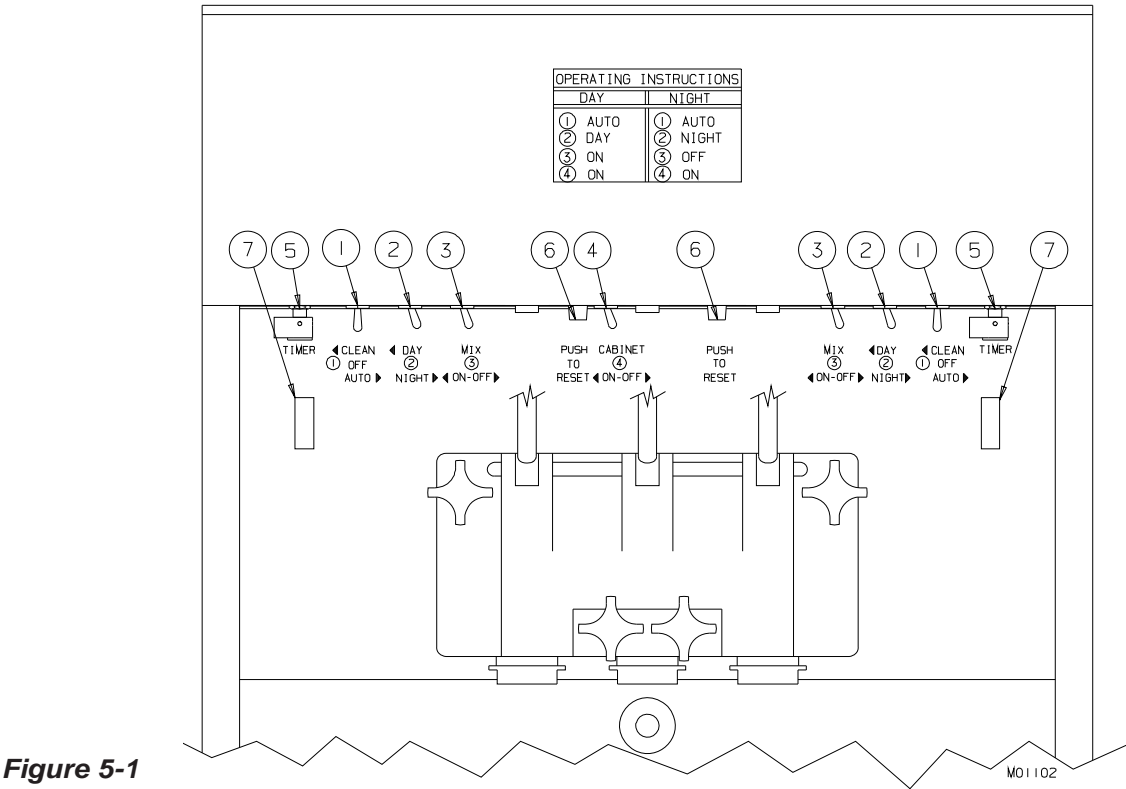 OPERATING INSTRUCTIONS
DAY NIGHT
① AUTO ① AUTO
② DAY ② NIGHT
③ ON ③ OFF
④ ON ④ ON
7 5 1 2 3 6 4 6 3 2 1 5 7
TIMER
◀CLEAN
① OFF
AUTO▶
◀DAY
②
NIGHT▶
MIX
③
◀ON-OFF▶
PUSH
TO
RESET
CABINET
④
◀ON-OFF▶
PUSH
TO
RESET
MIX
③
◀ON-OFF▶
◀DAY
②
NIGHT▶
◀CLEAN
① OFF
AUTO▶
TIMER
Figure 5-1
M01102